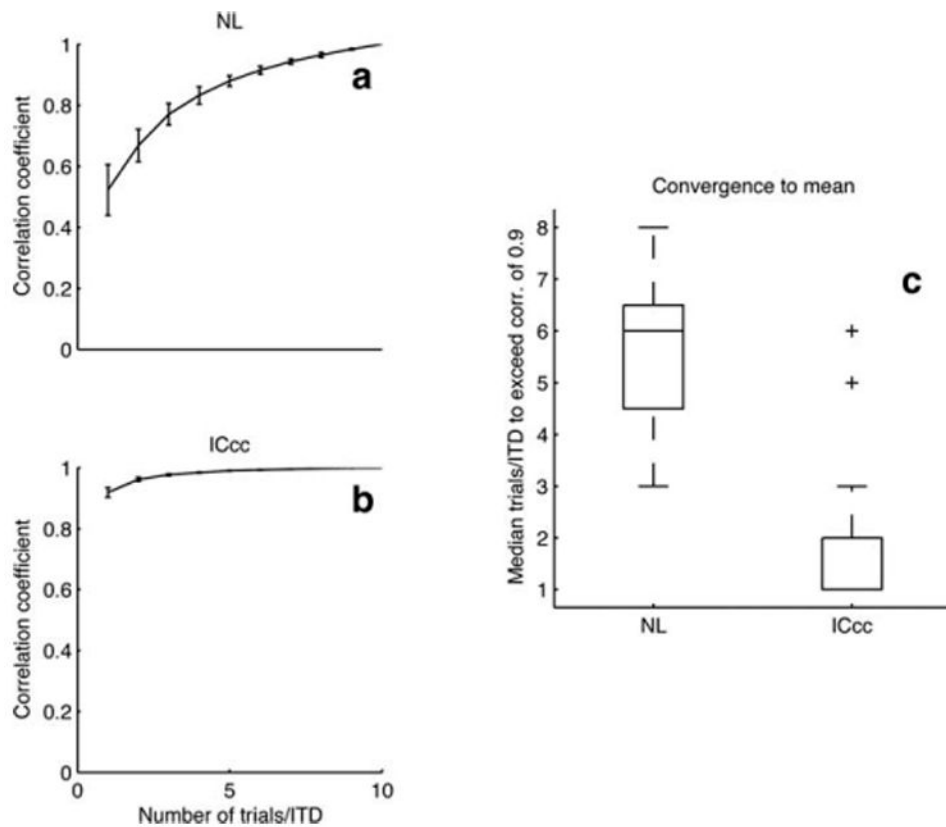 NL
1
0.8
0.6
0.4
0.2
0
Correlation coefficient
a
ICcc
1
0.8
0.6
0.4
0.2
0
Correlation coefficient
b
0 5 10
Number of trials/ITD
Convergence to mean
8
7
6
5
4
3
2
1
Median trials/ITD to exceed corr. of 0.9
c
NL ICcc